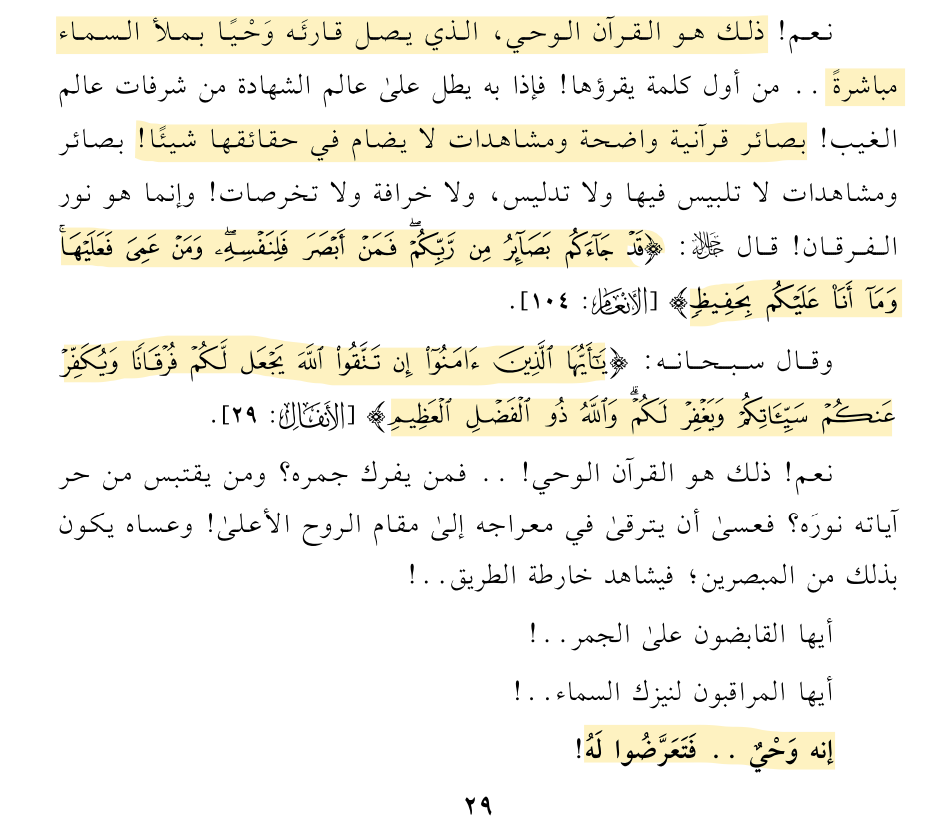 نعم! ذلك هو القرآن الوحي، الذي يصل قارئَه وَحْيًا بملأ السماء
مباشرةً . . من أول كلمة يقرؤها! فإذا به يطل علىٰ عالم الشهادة من شرفات عالم
الغيب! بصائر قرآنية واضحة ومشاهدات لا يضام في حقائقها شيئًا! بصائر
ومشاهدات لا تلبيس فيها ولا تدليس، ولا خرافة ولا تخرصات! وإنما هو نور
الفرقان! قال ﷻ: ﴿قَدۡ جَآءَكُم بَصَآئِرُ مِن رَّبِّكُمۡۖ فَمَنۡ أَبۡصَرَ فَلِنَفۡسِهِۦۖ وَمَنۡ عَمِيَ فَعَلَيۡهَاۚ
وَمَآ أَنَا۠ عَلَيۡكُم بِحَفِيظٖ﴾ [الأنعام: ١٠٤].
وقال سبحانه: ﴿يَٰٓأَيُّهَا ٱلَّذِينَ ءَامَنُوٓاْ إِن تَتَّقُواْ ٱللَّهَ يَجۡعَل لَّكُمۡ فُرۡقَانٗا وَيُكَفِّرۡ
عَنكُمۡ سَيِّـَٔاتِكُمۡ وَيَغۡفِرۡ لَكُمۡۗ وَٱللَّهُ ذُو ٱلۡفَضۡلِ ٱلۡعَظِيمِ﴾ [الأنفال: ٢٩].
نعم! ذلك هو القرآن الوحي! . . فمن يفرك جمره؟ ومن يقتبس من حر
آياته نورَه؟ فعسىٰ أن يترقىٰ في معراجه إلىٰ مقام الروح الأعلىٰ! وعساه يكون
بذلك من المبصرين؛ فيشاهد خارطة الطريق. . !
أيها القابضون علىٰ الجمر. . !
أيها المراقبون لنيزك السماء. . !
إنه وَحْيٌ . . فَتَعَرَّضُوا لَهُ!
٢٩